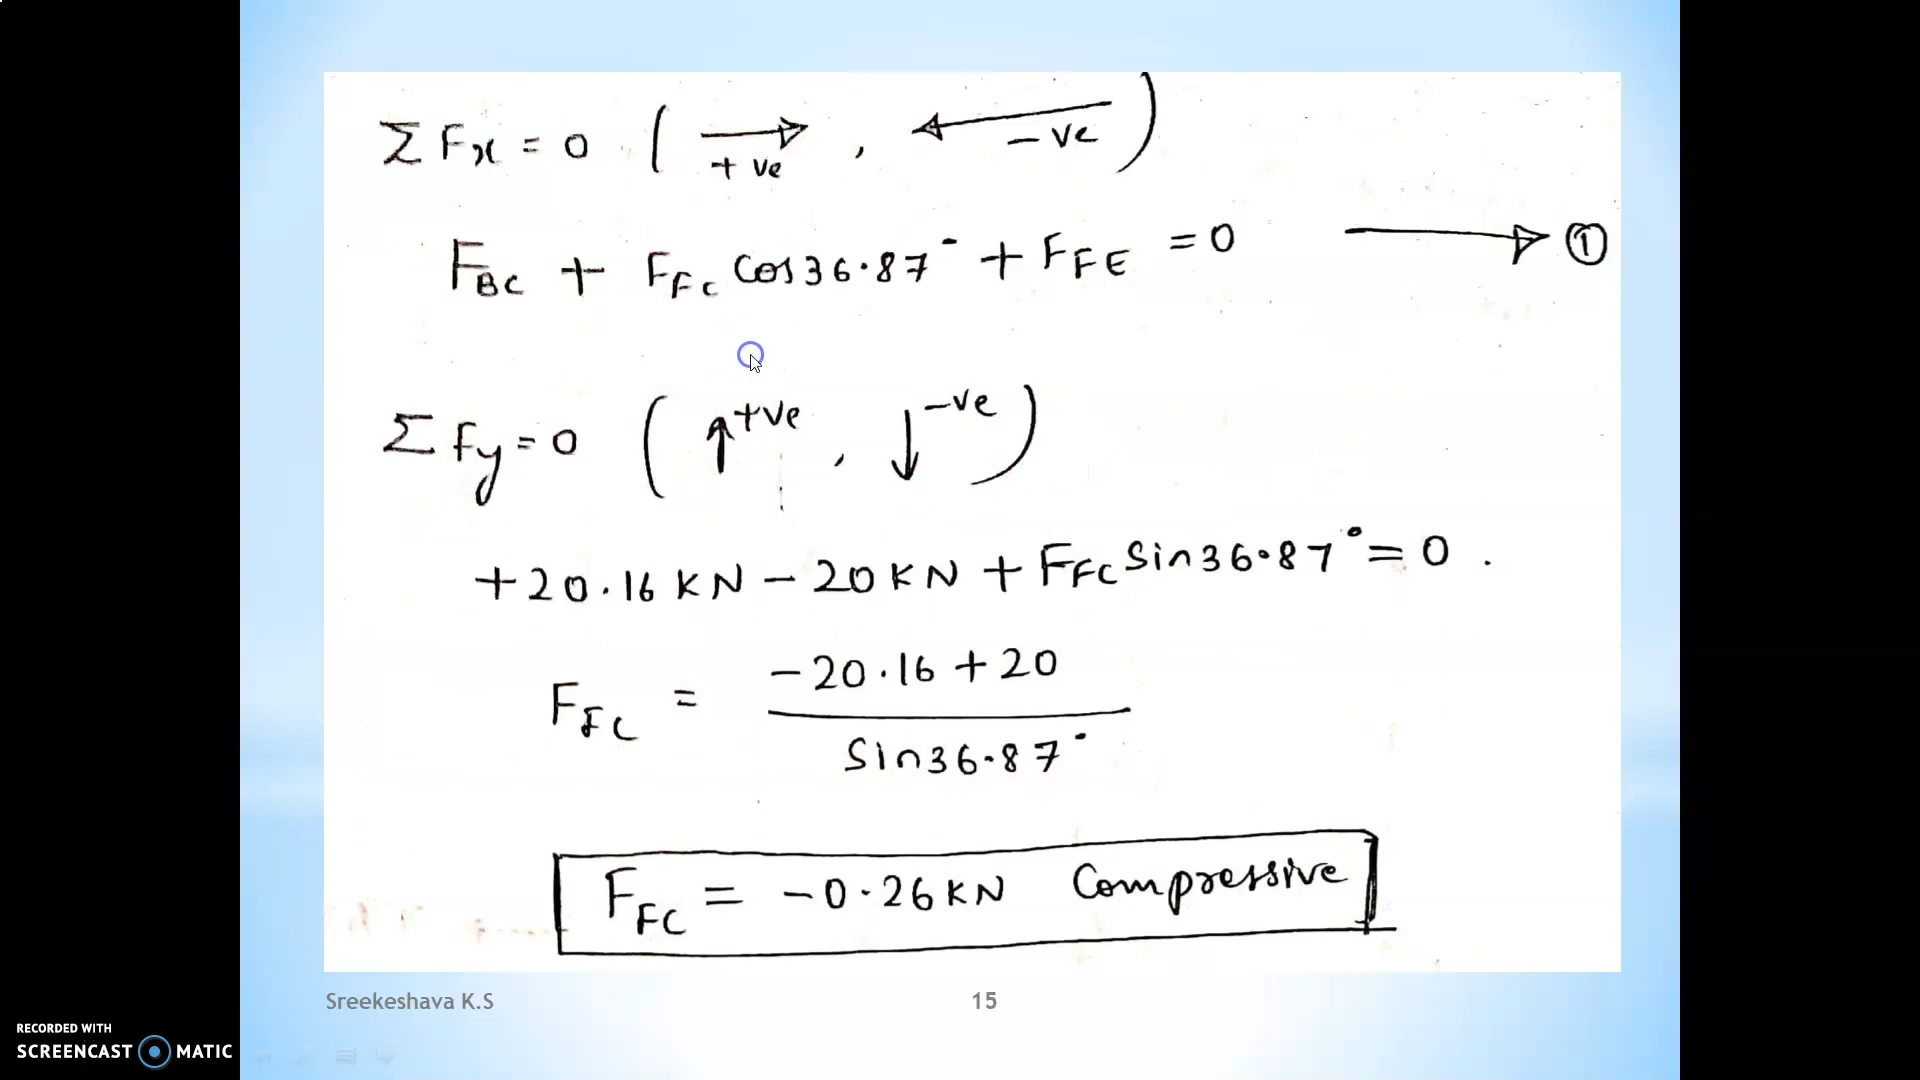 ΣFx = 0 ( → +ve , ← -ve )
FBC + FFC cos36.87° + FFE = 0 → ①
ΣFy = 0 ( ↑ +ve , ↓ -ve )
+20.16 KN - 20 KN + FFC Sin36.87° = 0 .
-20.16 + 20
FFC =
Sin36.87°
FFC = -0.26KN Compressive
Sreekeshava K.S 15
RECORDED WITH
SCREENCAST MATIC